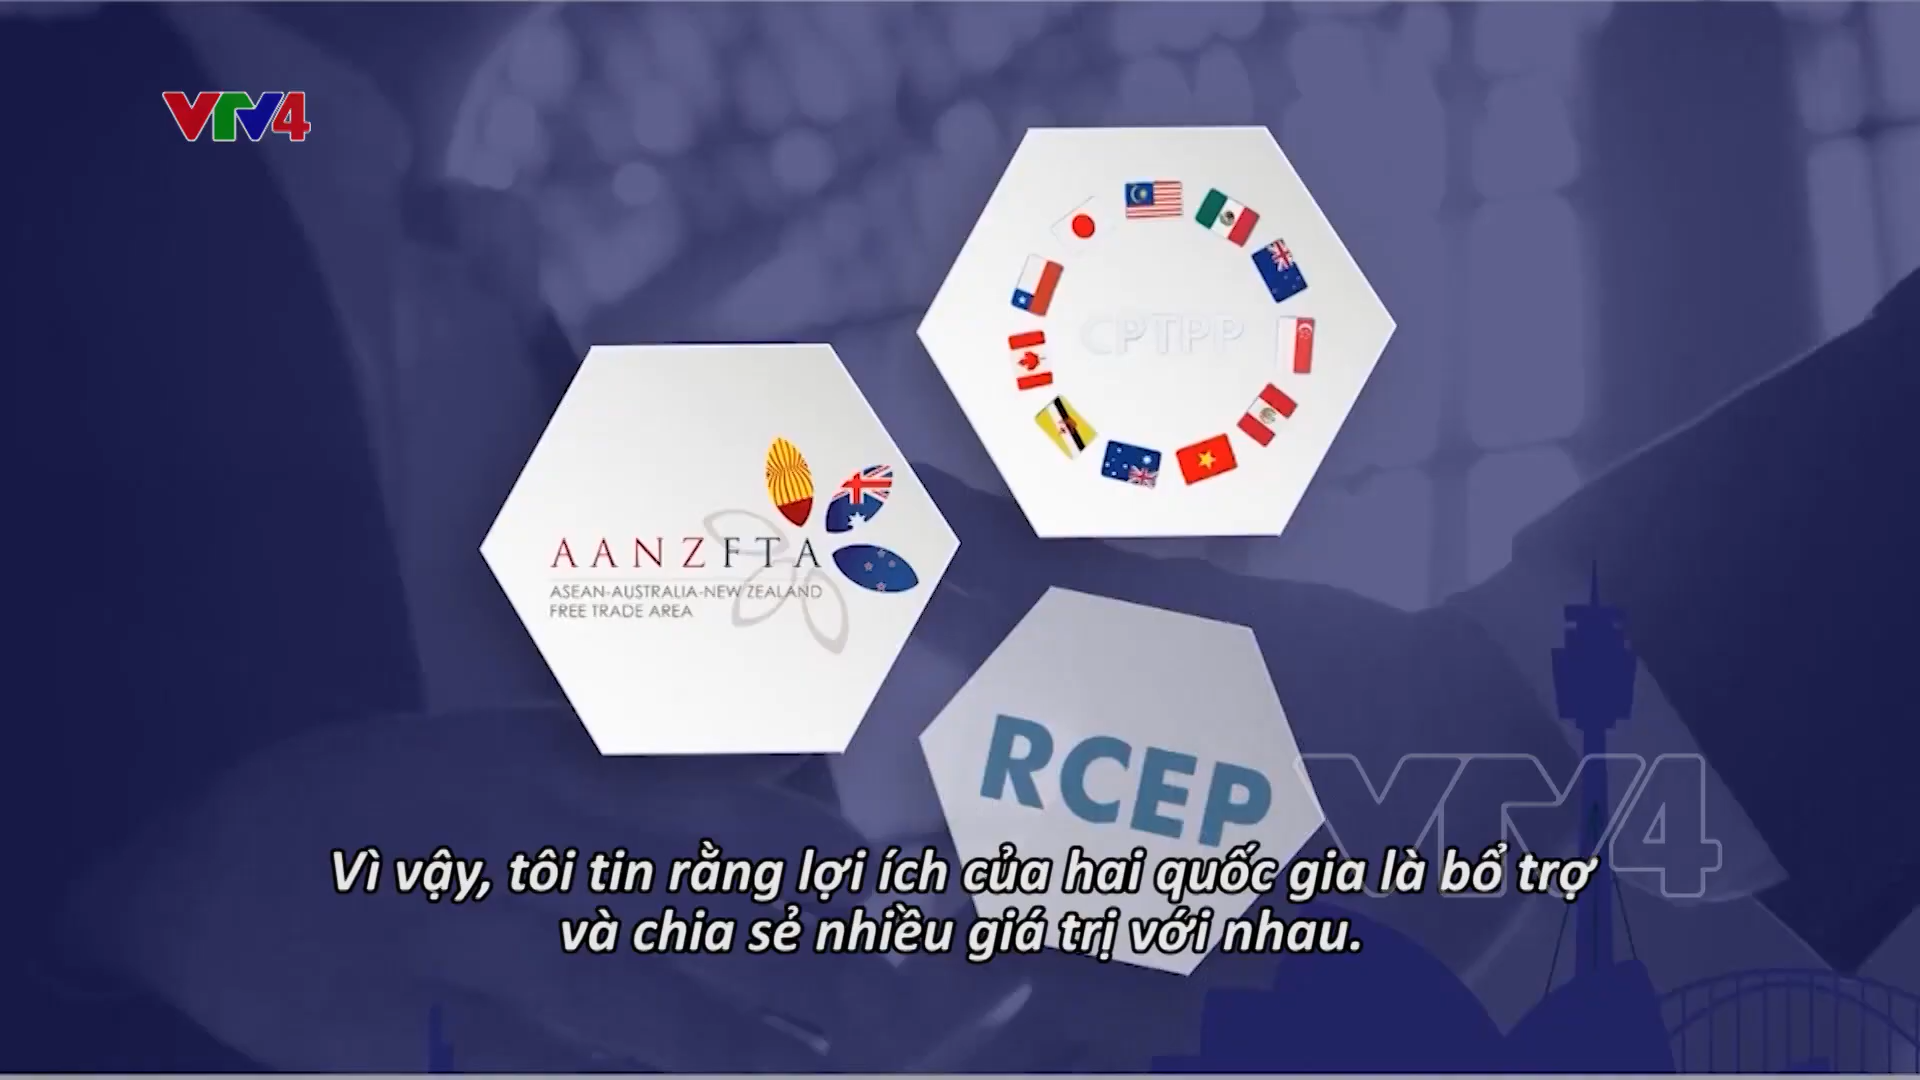 VTV4
CPTPP
AANZFTA
ASEAN-AUSTRALIA-NEW ZEALAND
FREE TRADE AREA
RCEP
VTV4
Vì vậy, tôi tin rằng lợi ích của hai quốc gia là bổ trợ
và chia sẻ nhiều giá trị với nhau.